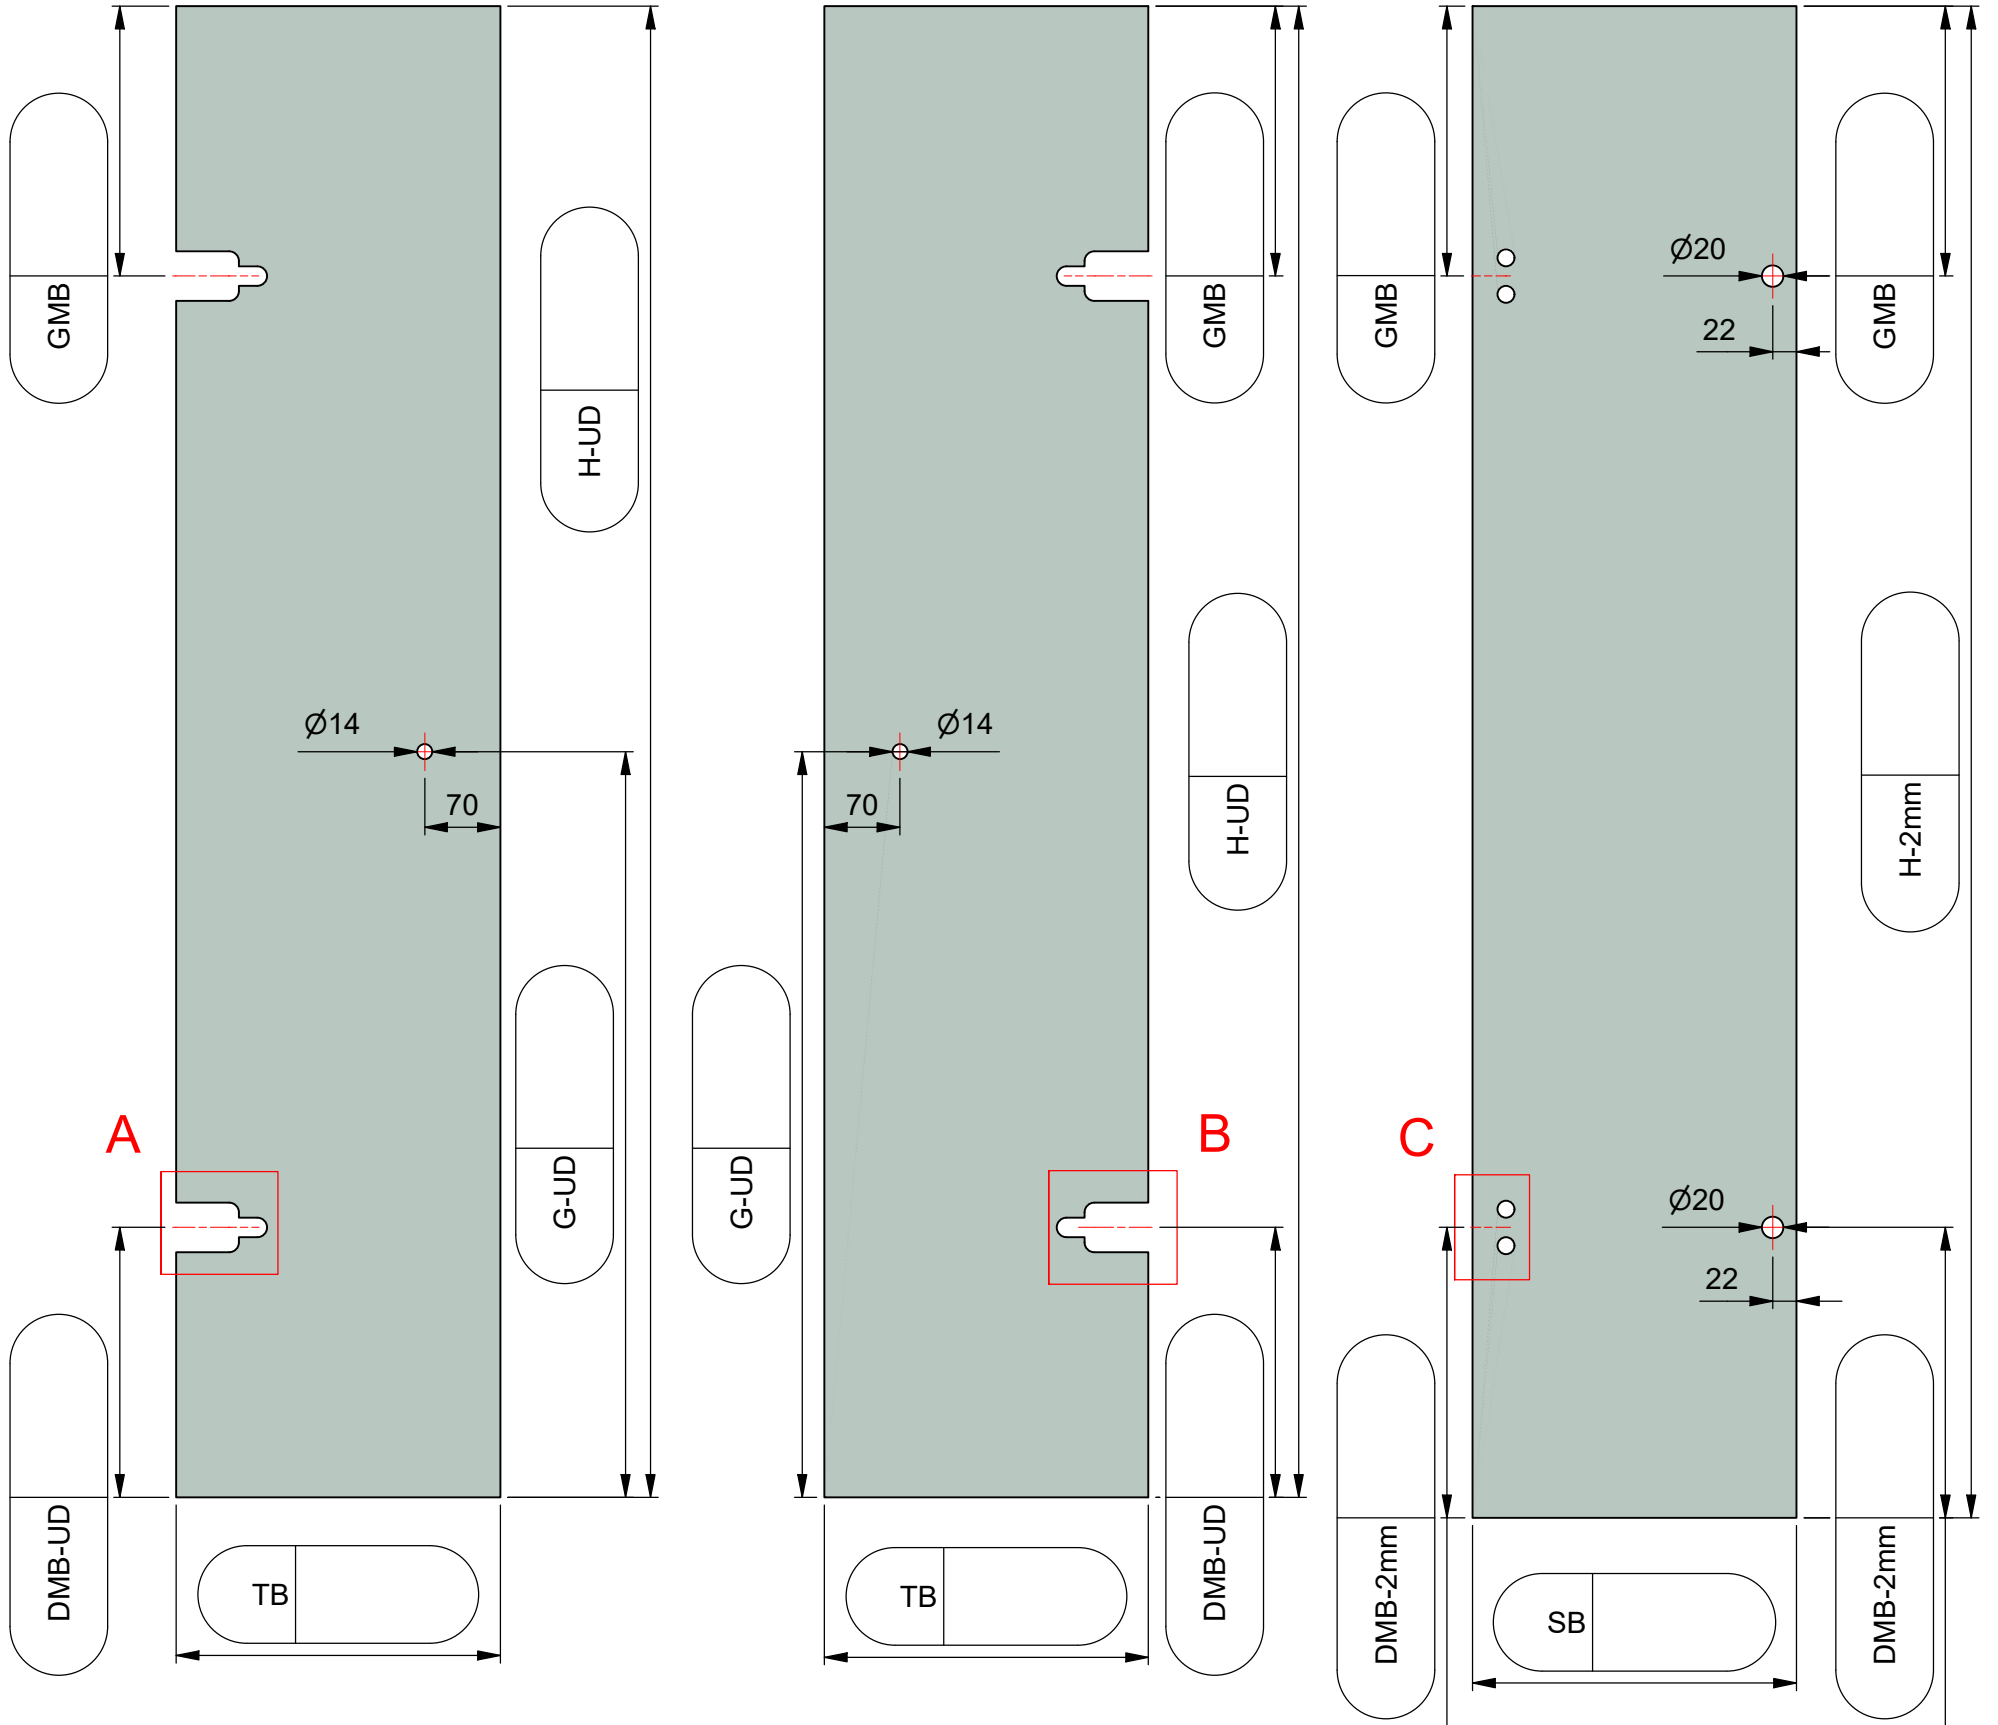 GMB
H-UD
Ø14
70
G-UD
A
DMB-UD
TB
GMB
H-UD
Ø14
70
G-UD
B
DMB-UD
TB
GMB
Ø20
22
GMB
H-2mm
C
Ø20
22
DMB-2mm
DMB-2mm
SB